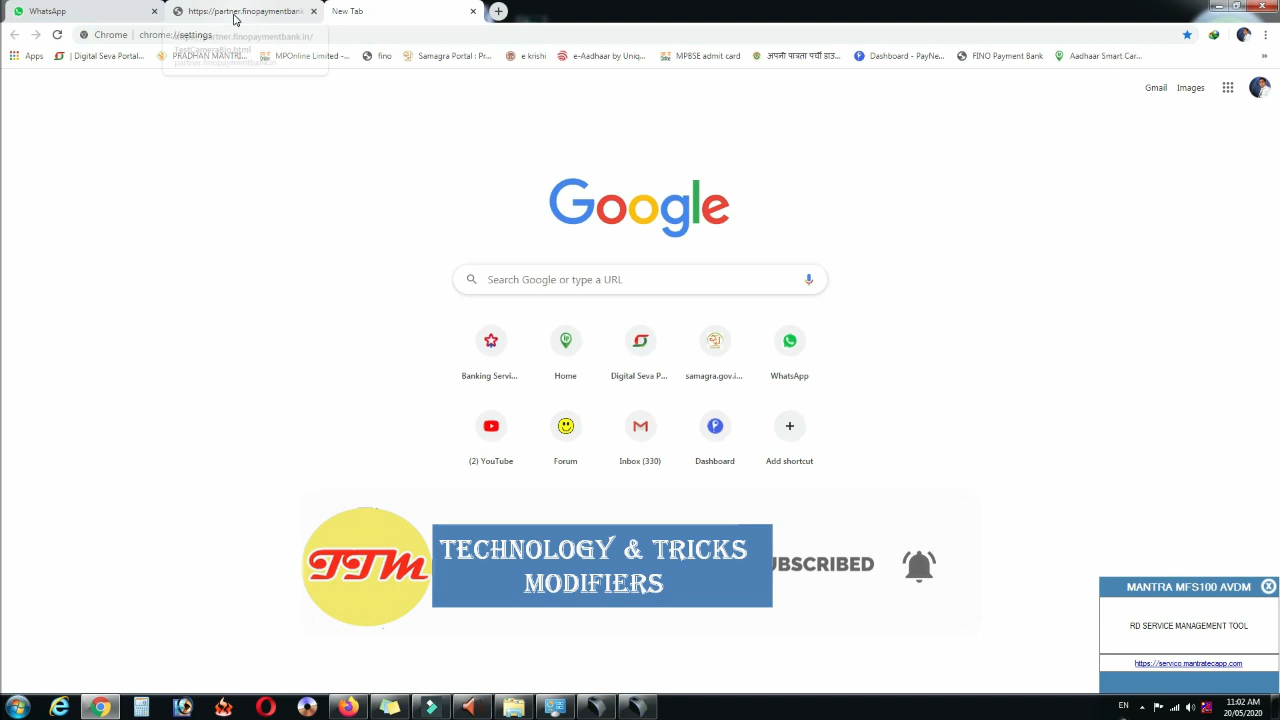 WhatsApp
https://partner.finopaymentbank
New Tab
Chrome | chrome://settings
Apps
| Digital Seva Portal...
PRADHAN MANTRI...
MPOnline Limited -...
fino
Samagra Portal : Pr...
e krishi
e-Aadhaar by Uniq...
MPBSE admit card
अपनी पात्रता पर्ची डाउ...
Dashboard - PayNe...
FINO Payment Bank
Aadhaar Smart Car...
»
Gmail
Images
Google
Search Google or type a URL
Banking Servi...
Home
Digital Seva P...
samagra.gov.i...
WhatsApp
(2) YouTube
Forum
Inbox (330)
Dashboard
Add shortcut
TTM
TECHNOLOGY & TRICKS
MODIFIERS
UBSCRIBED
MANTRA MFS100 AVDM
RD SERVICE MANAGEMENT TOOL
https://servico.mantratecapp.com
EN
11:02 AM
20/05/2020